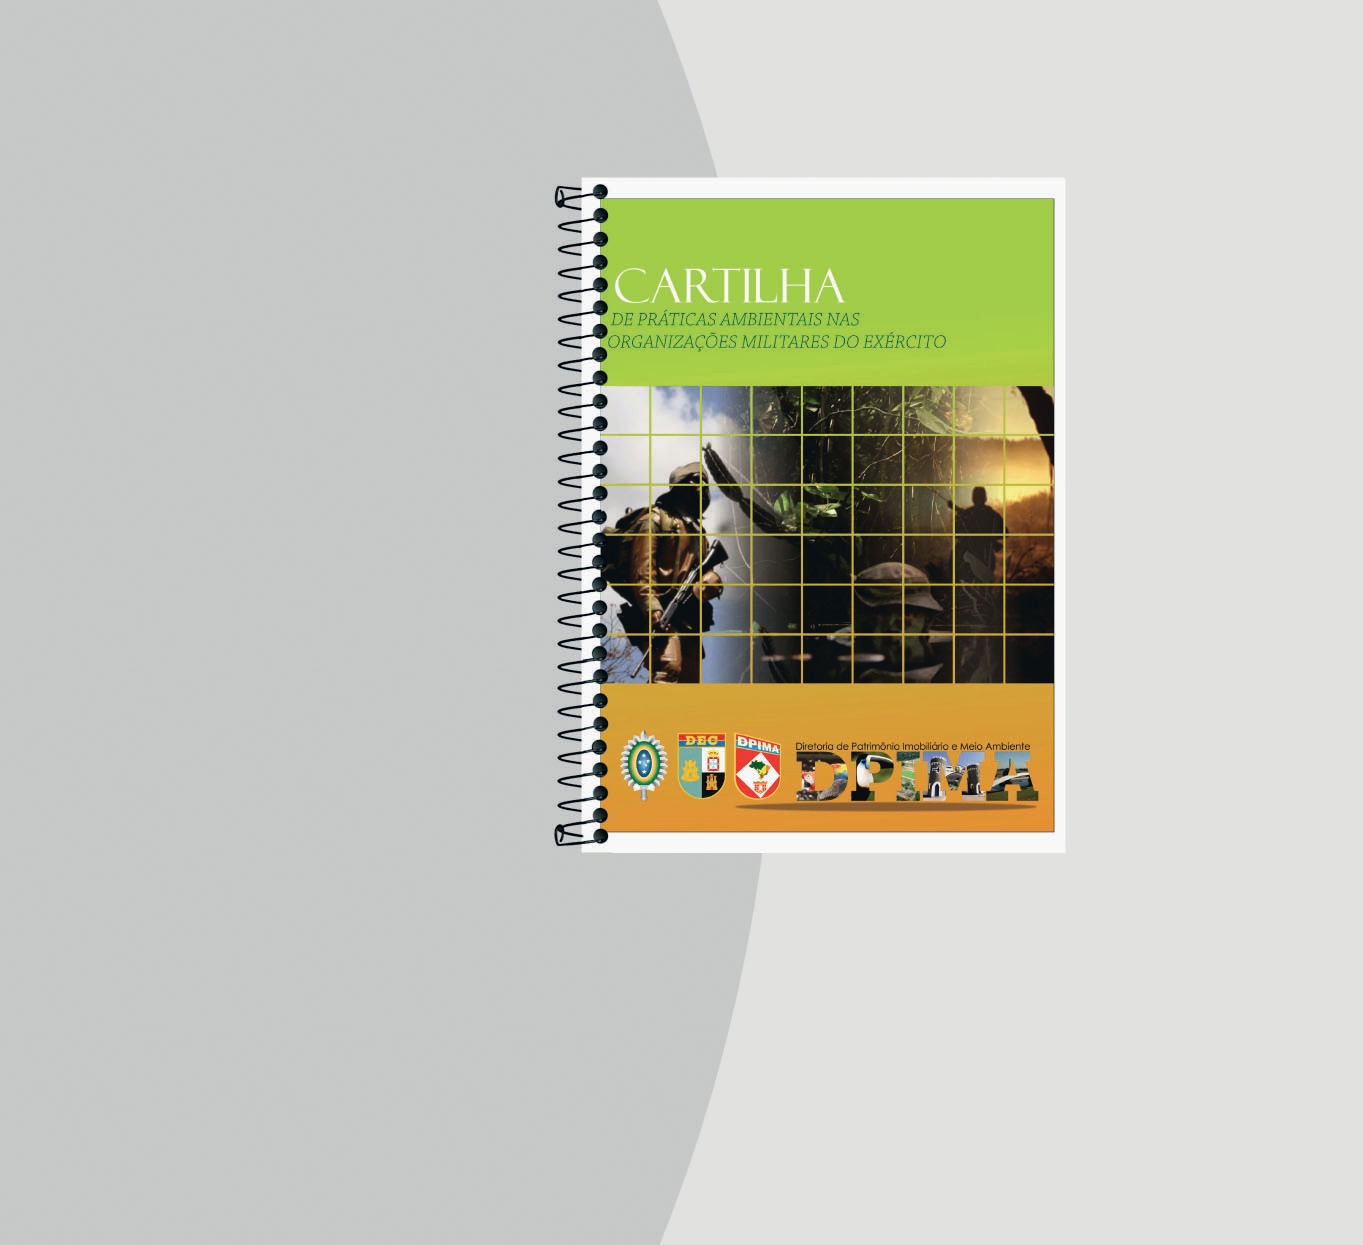 CARTILHA
DE PRÁTICAS AMBIENTAIS NAS
ORGANIZAÇÕES MILITARES DO EXÉRCITO
DEC
DPIMA
Diretoria de Patrimônio Imobiliário e Meio Ambiente
DPIMA